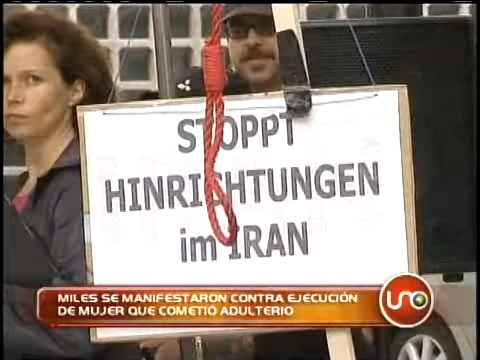 STOPPT
HINRICHTUNGEN
im IRAN
MILES SE MANIFESTARON CONTRA EJECUCIÓN
DE MUJER QUE COMETIÓ ADULTERIO
UNO